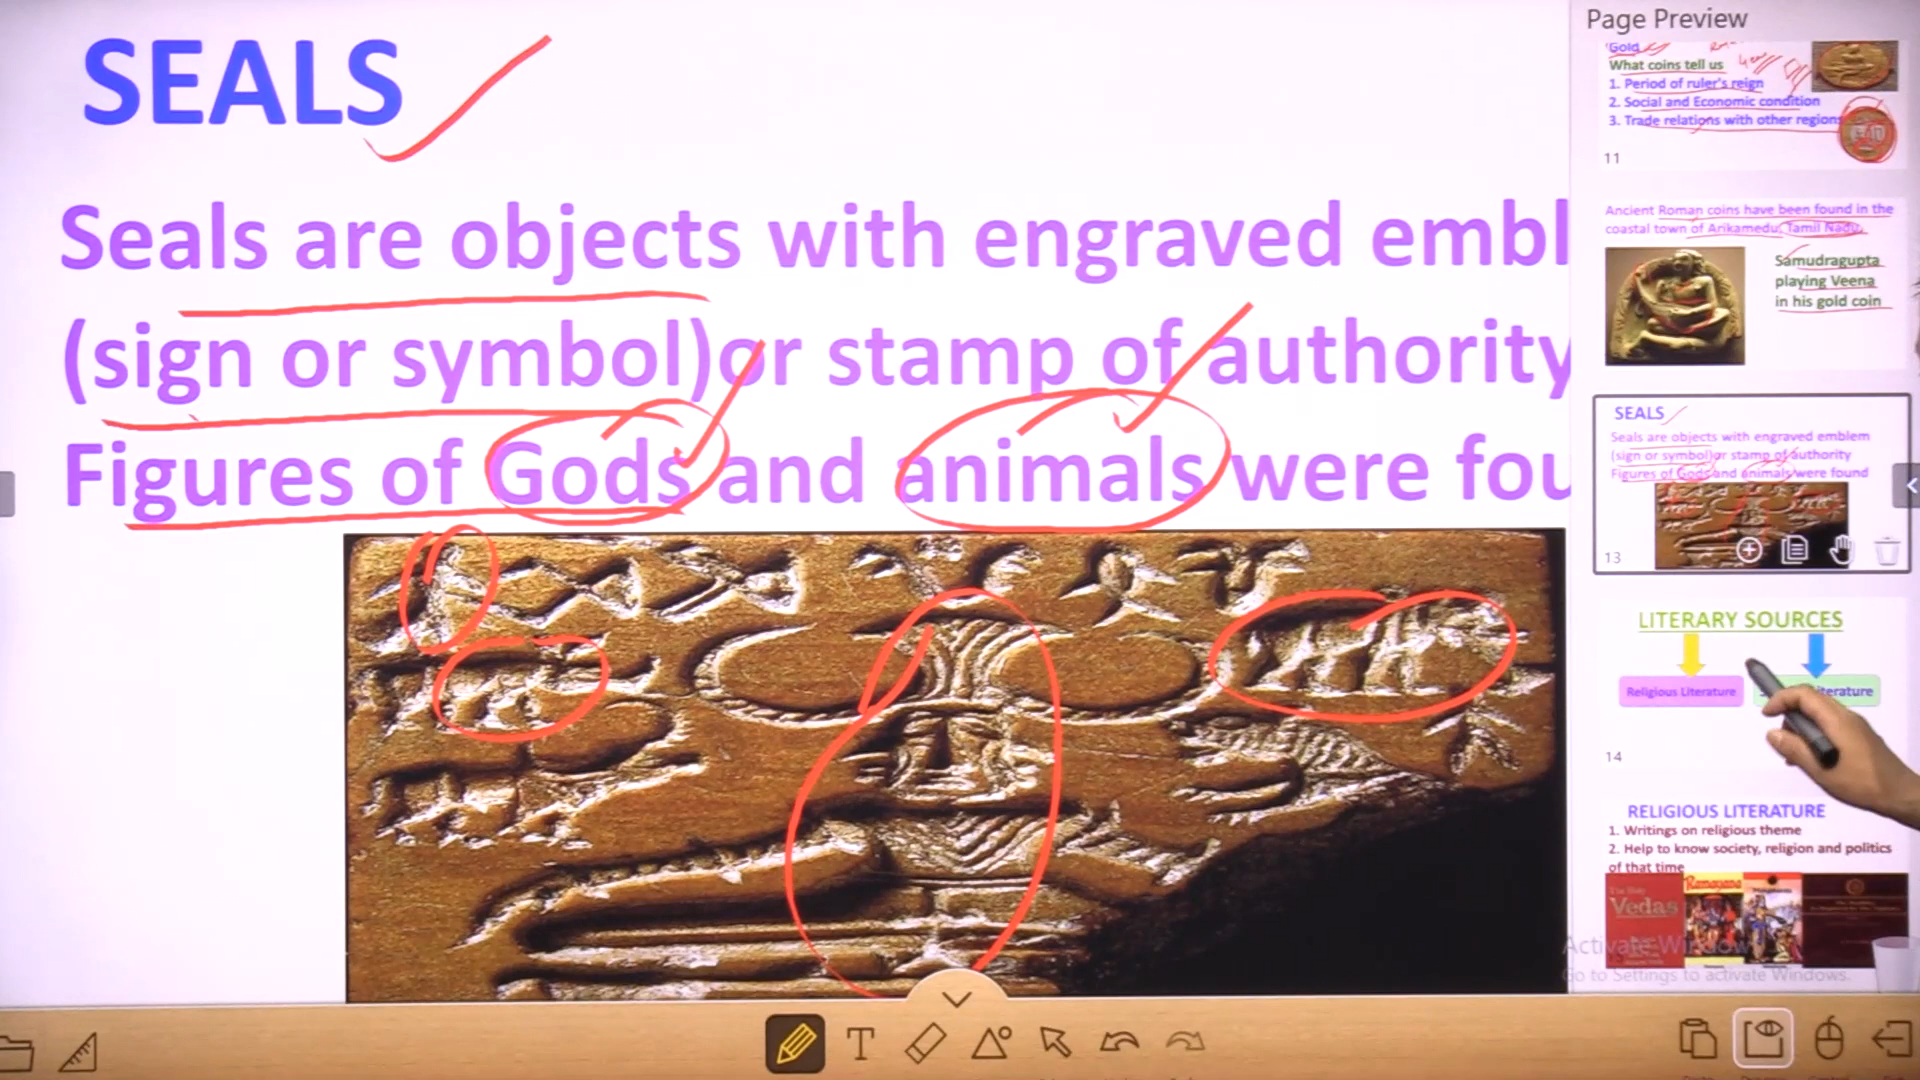 SEALS
Seals are objects with engraved embl
(sign or symbol)or stamp of authority
Figures of Gods and animals were fou
Page Preview
'Gold
What coins tell us
1. Period of ruler's reign
2. Social and Economic condition
3. Trade relations with other regions
11
Ancient Roman coins have been found in the
coastal town of Arikamedu, Tamil Nadu.
Samudragupta
playing Veena
in his gold coin
SEALS
Seals are objects with engraved emblem
(sign or symbol)or stamp of authority
Figures of Gods and animals were found
13
LITERARY SOURCES
Religious Literature
terature
14
RELIGIOUS LITERATURE
1. Writings on religious theme
2. Help to know society, religion and politics
of that time
The Holy
Vedas
Ramayana
Activate Windows
Go to Settings to activate Windows.